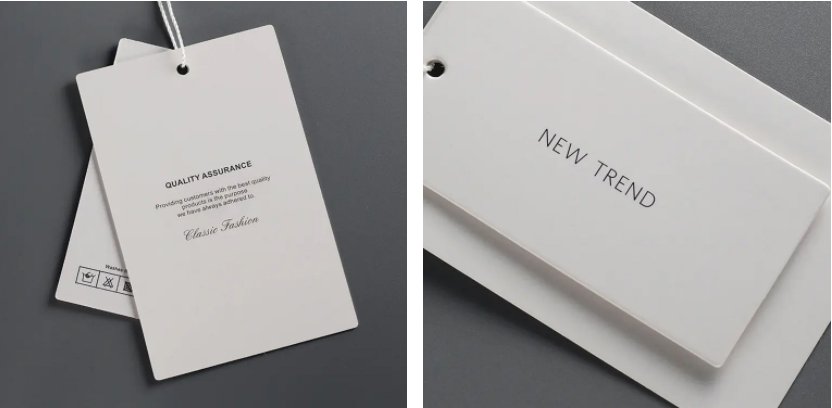 QUALITY ASSURANCE
Providing customers with the best quality
products is the purpose
we have always adhered to.
Classic Fashion
Washes
NEW TREND